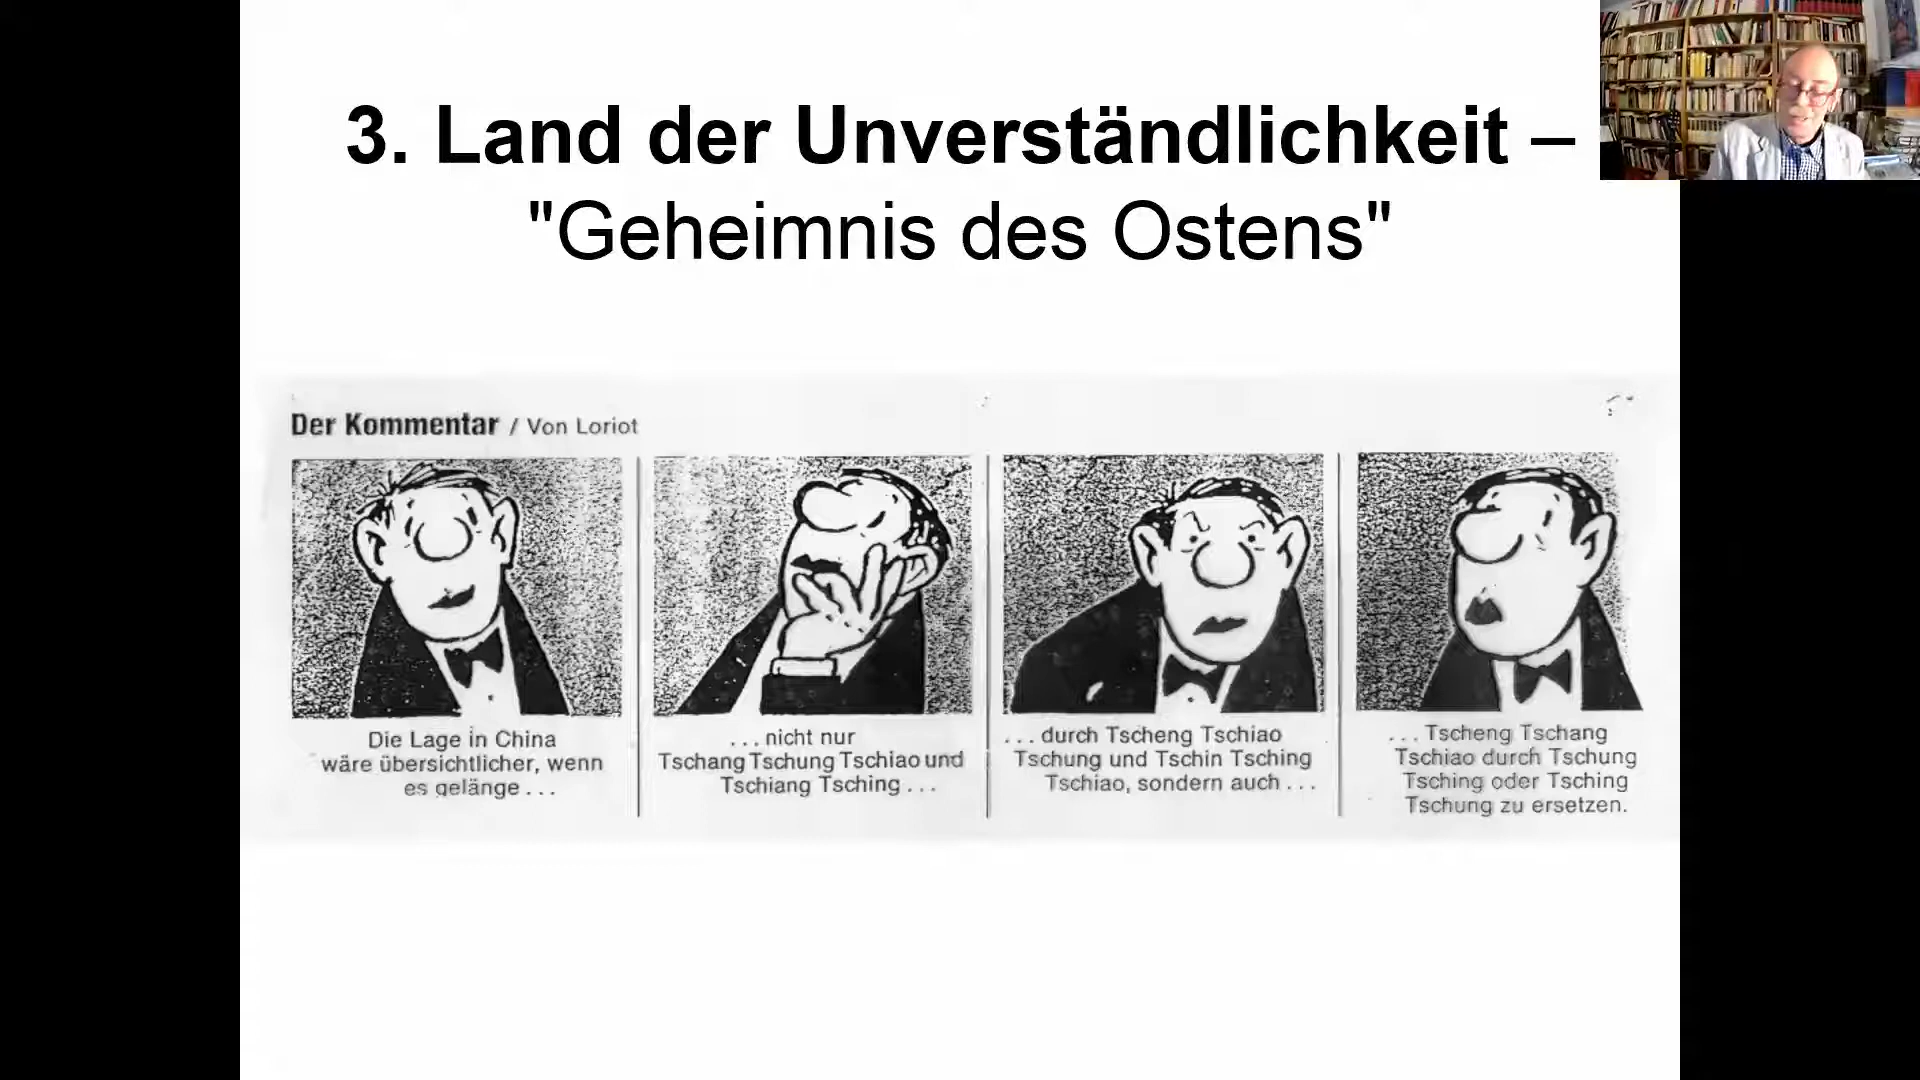 3. Land der Unverständlichkeit –
"Geheimnis des Ostens"
Der Kommentar / Von Loriot
Die Lage in China
wäre übersichtlicher, wenn
es gelänge . . .
. . . nicht nur
Tschang Tschung Tschiao und
Tschiang Tsching . . .
. . . durch Tscheng Tschiao
Tschung und Tschin Tsching
Tschiao, sondern auch . . .
. . . Tscheng Tschang
Tschiao durch Tschung
Tsching oder Tsching
Tschung zu ersetzen.